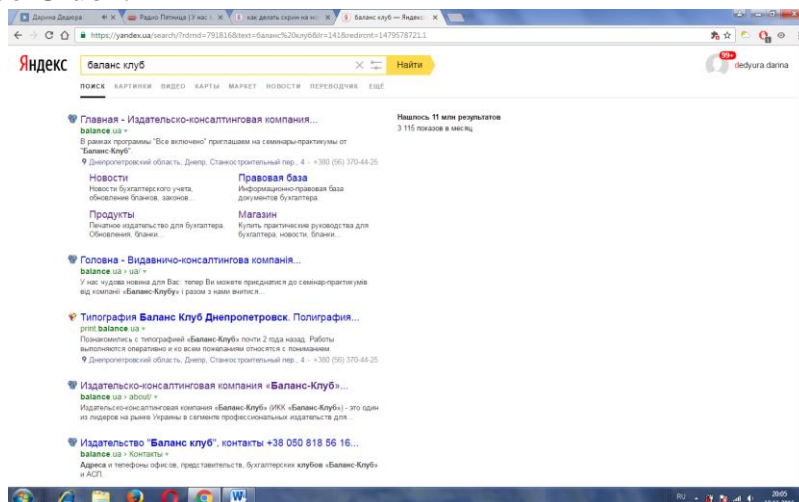 Дарина Дедюра
Радио Пятница (У нас
как делать скрин на
баланс клуб — Яндекс
https://yandex.ua/search/?rdrnd=791816&text=баланс%20клуб&lr=141&redircnt=1479578721.1
Яндекс
баланс клуб
Найти
99+
dedyura.darina
ПОИСК КАРТИНКИ ВИДЕО КАРТЫ МАРКЕТ НОВОСТИ ПЕРЕВОДЧИК ЕЩЁ
Главная - Издательско-консалтинговая компания...
balance.ua
В рамках программы "Все включено" приглашаем на семинары-практикумы от
"Баланс-Клуб".
Днепропетровский область, Днепр, Станкостроительный пер., 4 - +380 (56) 370-44-25
Новости
Новости бухгалтерского учета,
обновление бланков, законов...
Правовая база
Информационно-правовая база
документов бухгалтера.
Продукты
Печатное издательство для бухгалтера.
Обновления, бланки...
Магазин
Купить практические руководства для
бухгалтера, новости, бланки...
Головна - Видавничо-консалтингова компанія...
balance.ua › ua/
У нас чудова новина для Вас: тепер Ви можете приєднатися до семінар-практикумів
від компанії «Баланс-Клубу» і разом з нами вчитися...
Типография Баланс Клуб Днепропетровск. Полиграфия...
print.balance.ua
Познакомились с типографией «Баланс-Клуб» почти 2 года назад. Работы
выполняются оперативно и ко всем пожеланиям относятся с пониманием.
Днепропетровский область, Днепр, Станкостроительный пер., 4 - +380 (56) 370-44-25
Издательско-консалтинговая компания «Баланс-Клуб»...
balance.ua › about/
Издательско-консалтинговая компания «Баланс-Клуб» (ИКК «Баланс-Клуб») - это один
из лидеров на рынке Украины в сегменте профессиональных издательств для...
Издательство "Баланс клуб", контакты +38 050 818 56 16...
balance.ua › Контакты
Адреса и телефоны офисов, представительств, бухгалтерских клубов «Баланс-Клуб»
и АСП.
Нашлось 11 млн результатов
3 115 показов в месяц
RU
20:05